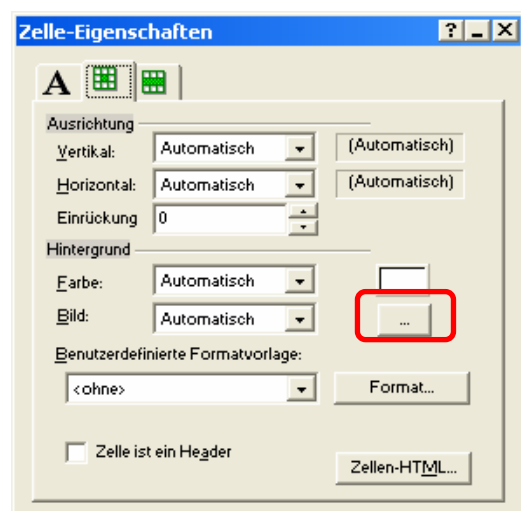 Zelle-Eigenschaften
A
Ausrichtung
Vertikal: Automatisch (Automatisch)
Horizontal: Automatisch (Automatisch)
Einrückung 0
Hintergrund
Farbe: Automatisch
Bild: Automatisch ...
Benutzerdefinierte Formatvorlage:
<ohne> Format...
Zelle ist ein Header
Zellen-HTML...